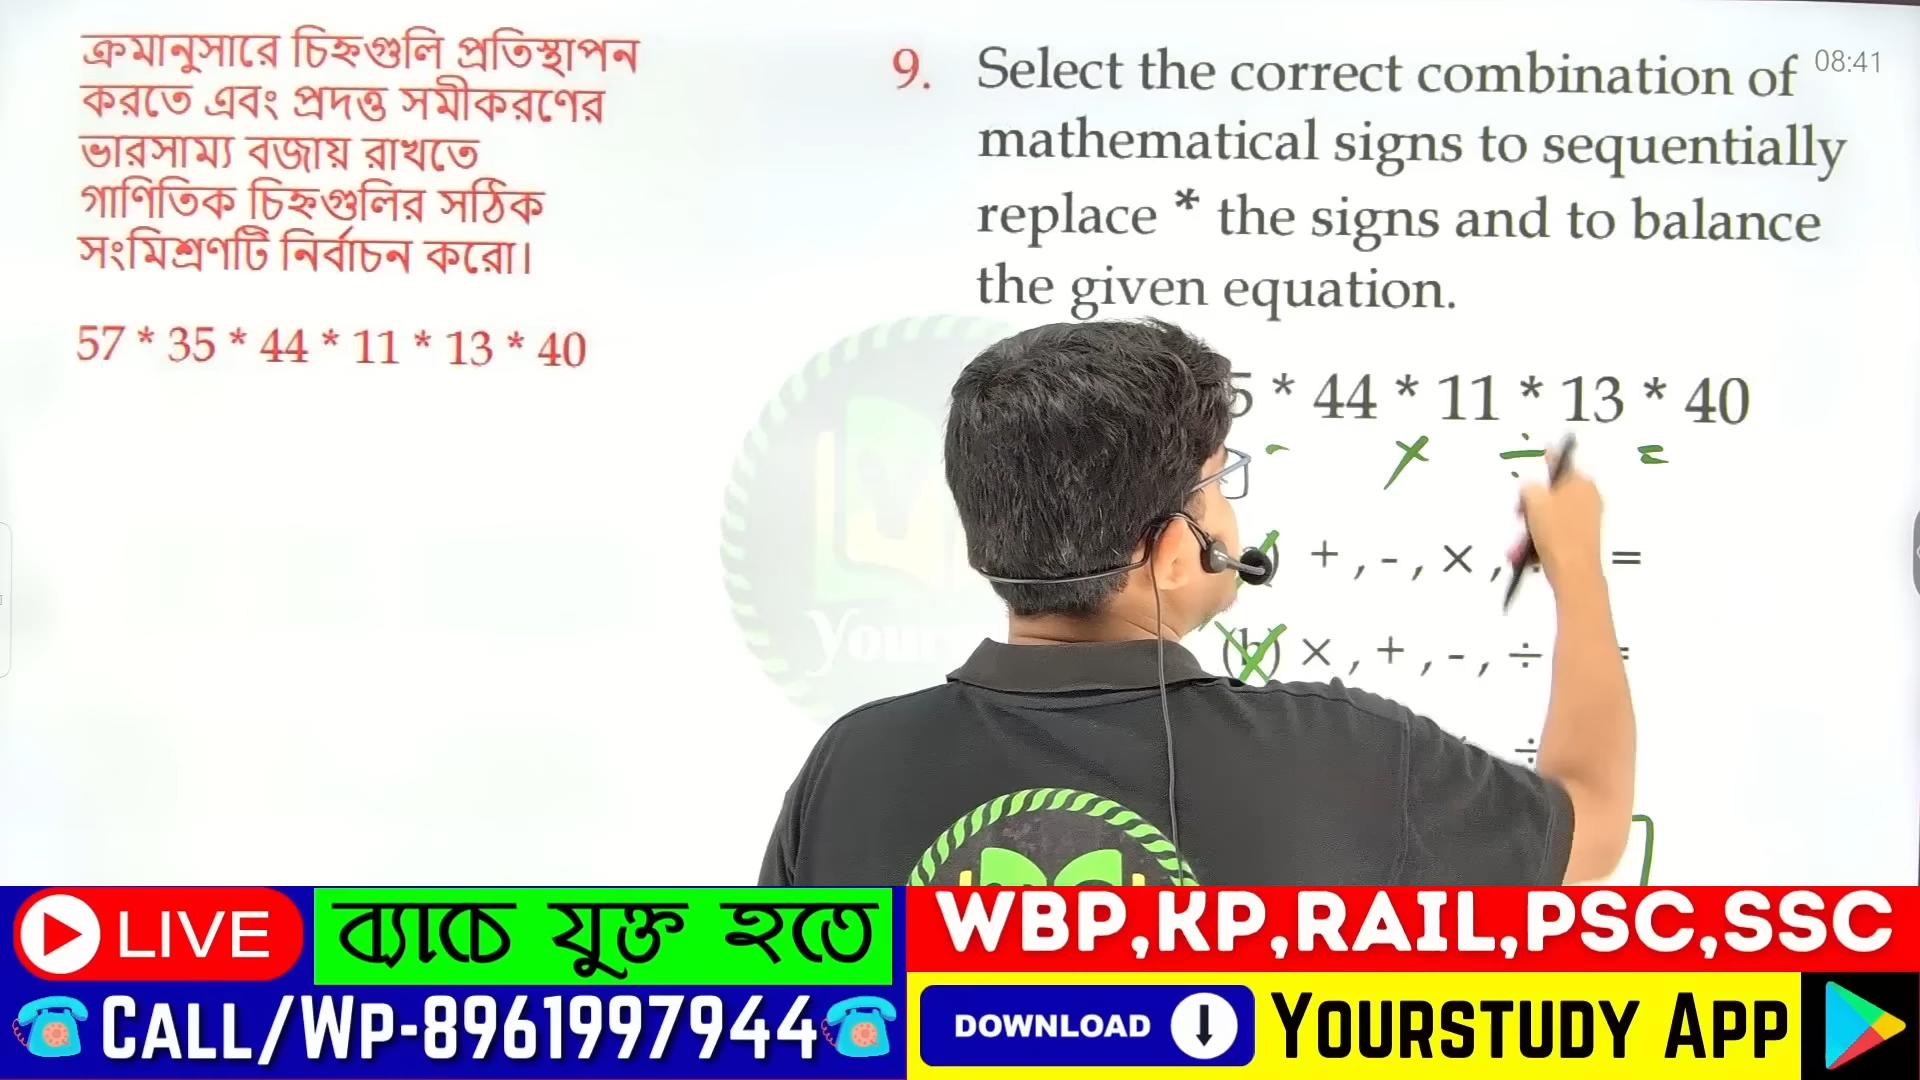 ক্রমানুসারে চিহ্নগুলি প্রতিস্থাপন
করতে এবং প্রদত্ত সমীকরণের
ভারসাম্য বজায় রাখতে
গাণিতিক চিহ্নগুলির সঠিক
সংমিশ্রণটি নির্বাচন করো।
57 * 35 * 44 * 11 * 13 * 40
08:41
9. Select the correct combination of
mathematical signs to sequentially
replace * the signs and to balance
the given equation.
5 * 44 * 11 * 13 * 40
- × ÷ =
+ , - , × , =
(b) × , + , - , ÷ =
÷
LIVE
ব্যাচে যুক্ত হতে
CALL/WP-8961997944
WBP,KP,RAIL,PSC,SSC
DOWNLOAD
YOURSTUDY APP